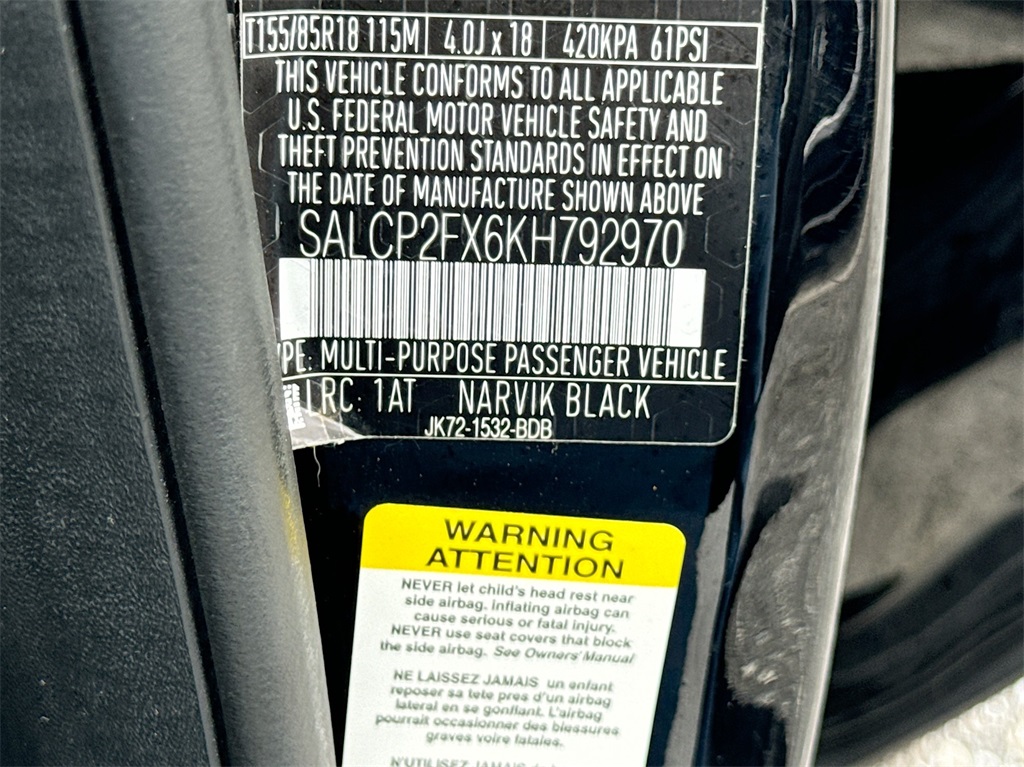 T155/85R18 115M 4.0J x 18 420KPA 61PSI
THIS VEHICLE CONFORMS TO ALL APPLICABLE
U.S. FEDERAL MOTOR VEHICLE SAFETY AND
THEFT PREVENTION STANDARDS IN EFFECT ON
THE DATE OF MANUFACTURE SHOWN ABOVE
SALCP2FX6KH792970
PE: MULTI-PURPOSE PASSENGER VEHICLE
LRC: 1AT NARVIK BLACK
JK72-1532-BDB
WARNING
ATTENTION
NEVER let child's head rest near
side airbag. Inflating airbag can
cause serious or fatal injury.
NEVER use seat covers that block
the side airbag. See Owners' Manual
NE LAISSEZ JAMAIS un enfant
reposer sa tete pres d'un airbag
lateral en se gonflant. L'airbag
pourrait occasionner des blessures
graves voire fatales.
N'UTILISEZ JAMAIS de